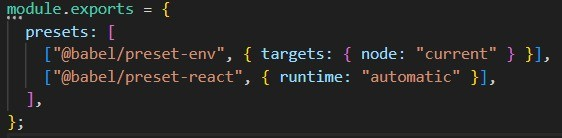 module.exports = {
  presets: [
    ["@babel/preset-env", { targets: { node: "current" } }],
    ["@babel/preset-react", { runtime: "automatic" }],
  ],
};